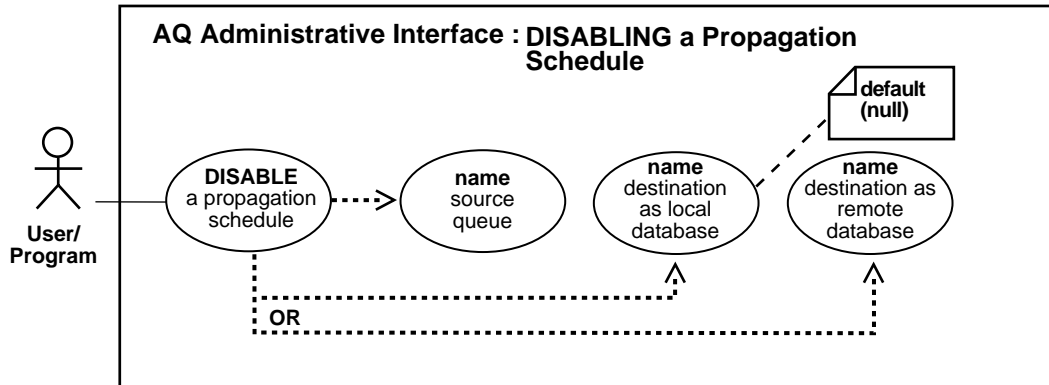 AQ Administrative Interface : DISABLING a Propagation
Schedule
default
(null)
User/
Program
DISABLE
a propagation
schedule
name
source
queue
name
destination
as local
database
name
destination as
remote
database
OR